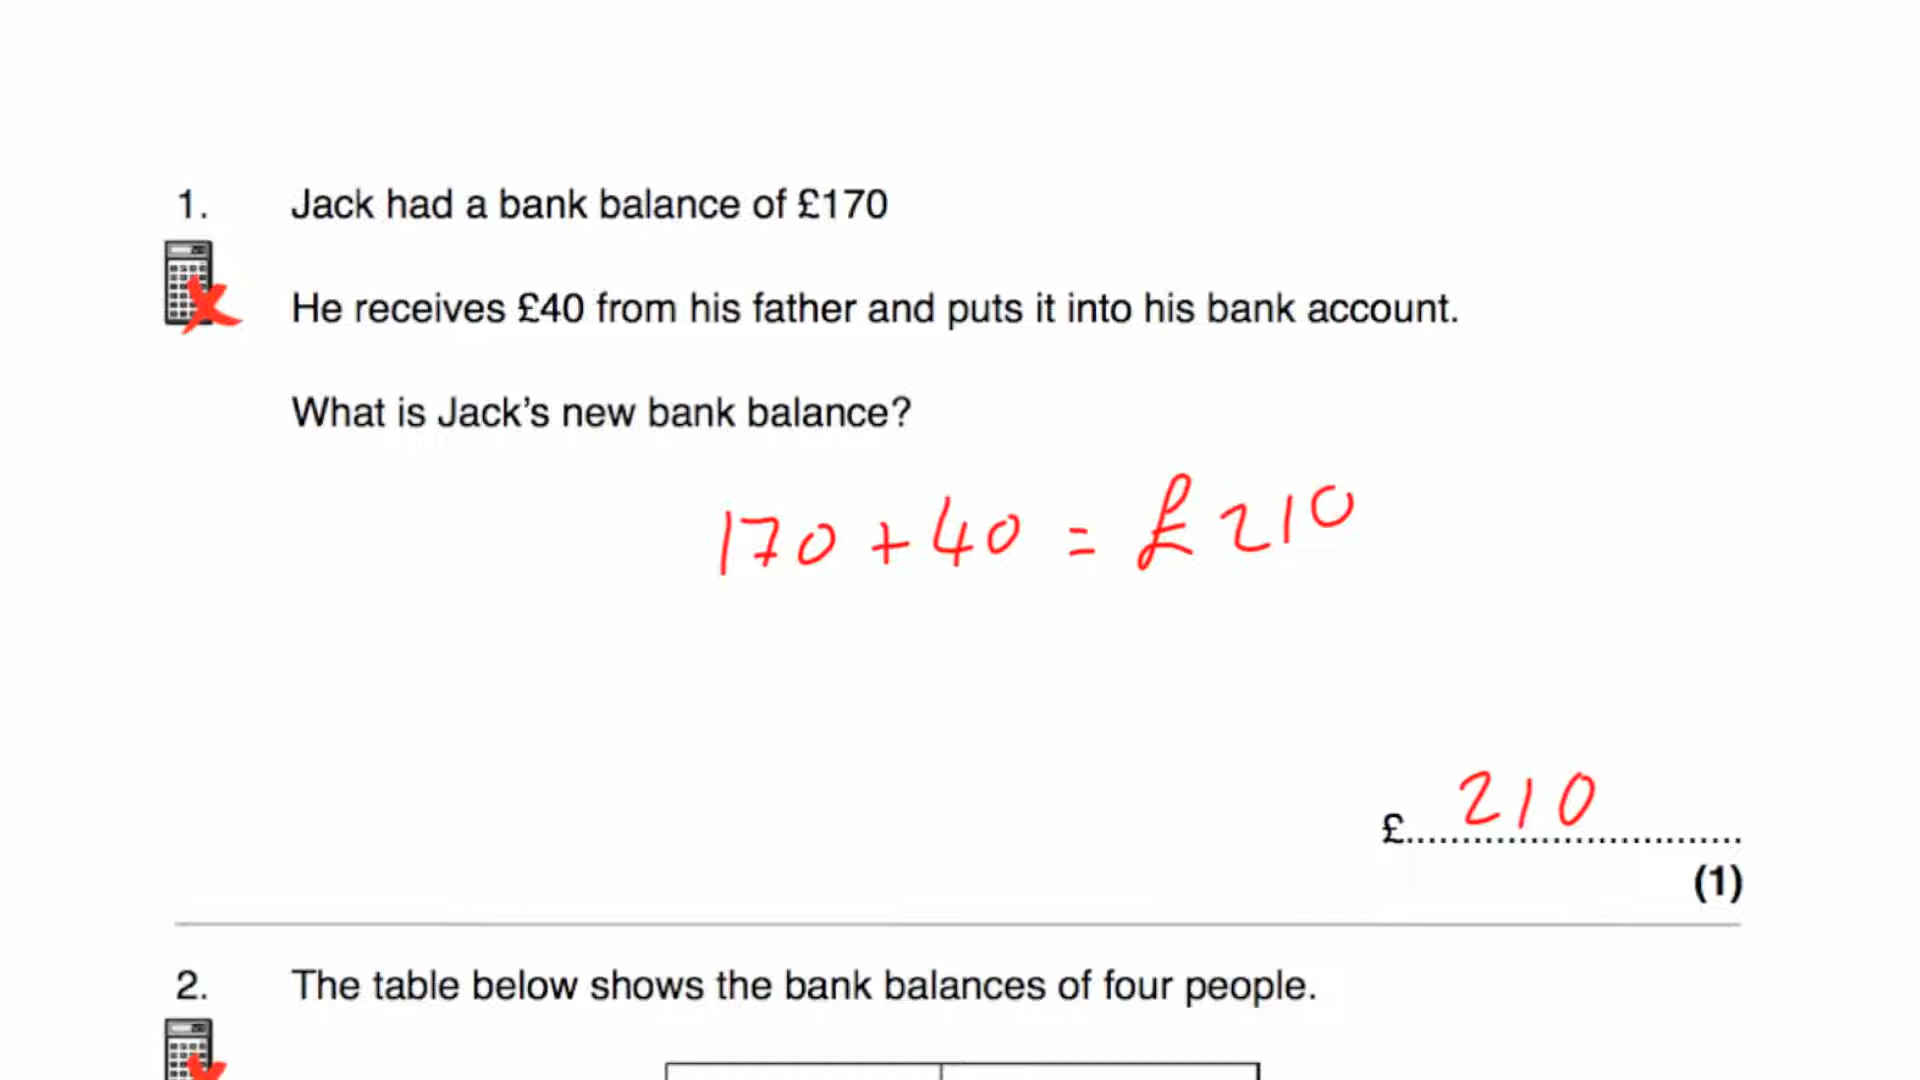 1. Jack had a bank balance of £170
He receives £40 from his father and puts it into his bank account.
What is Jack’s new bank balance?
170 + 40 = £210
£ 210
(1)
2. The table below shows the bank balances of four people.